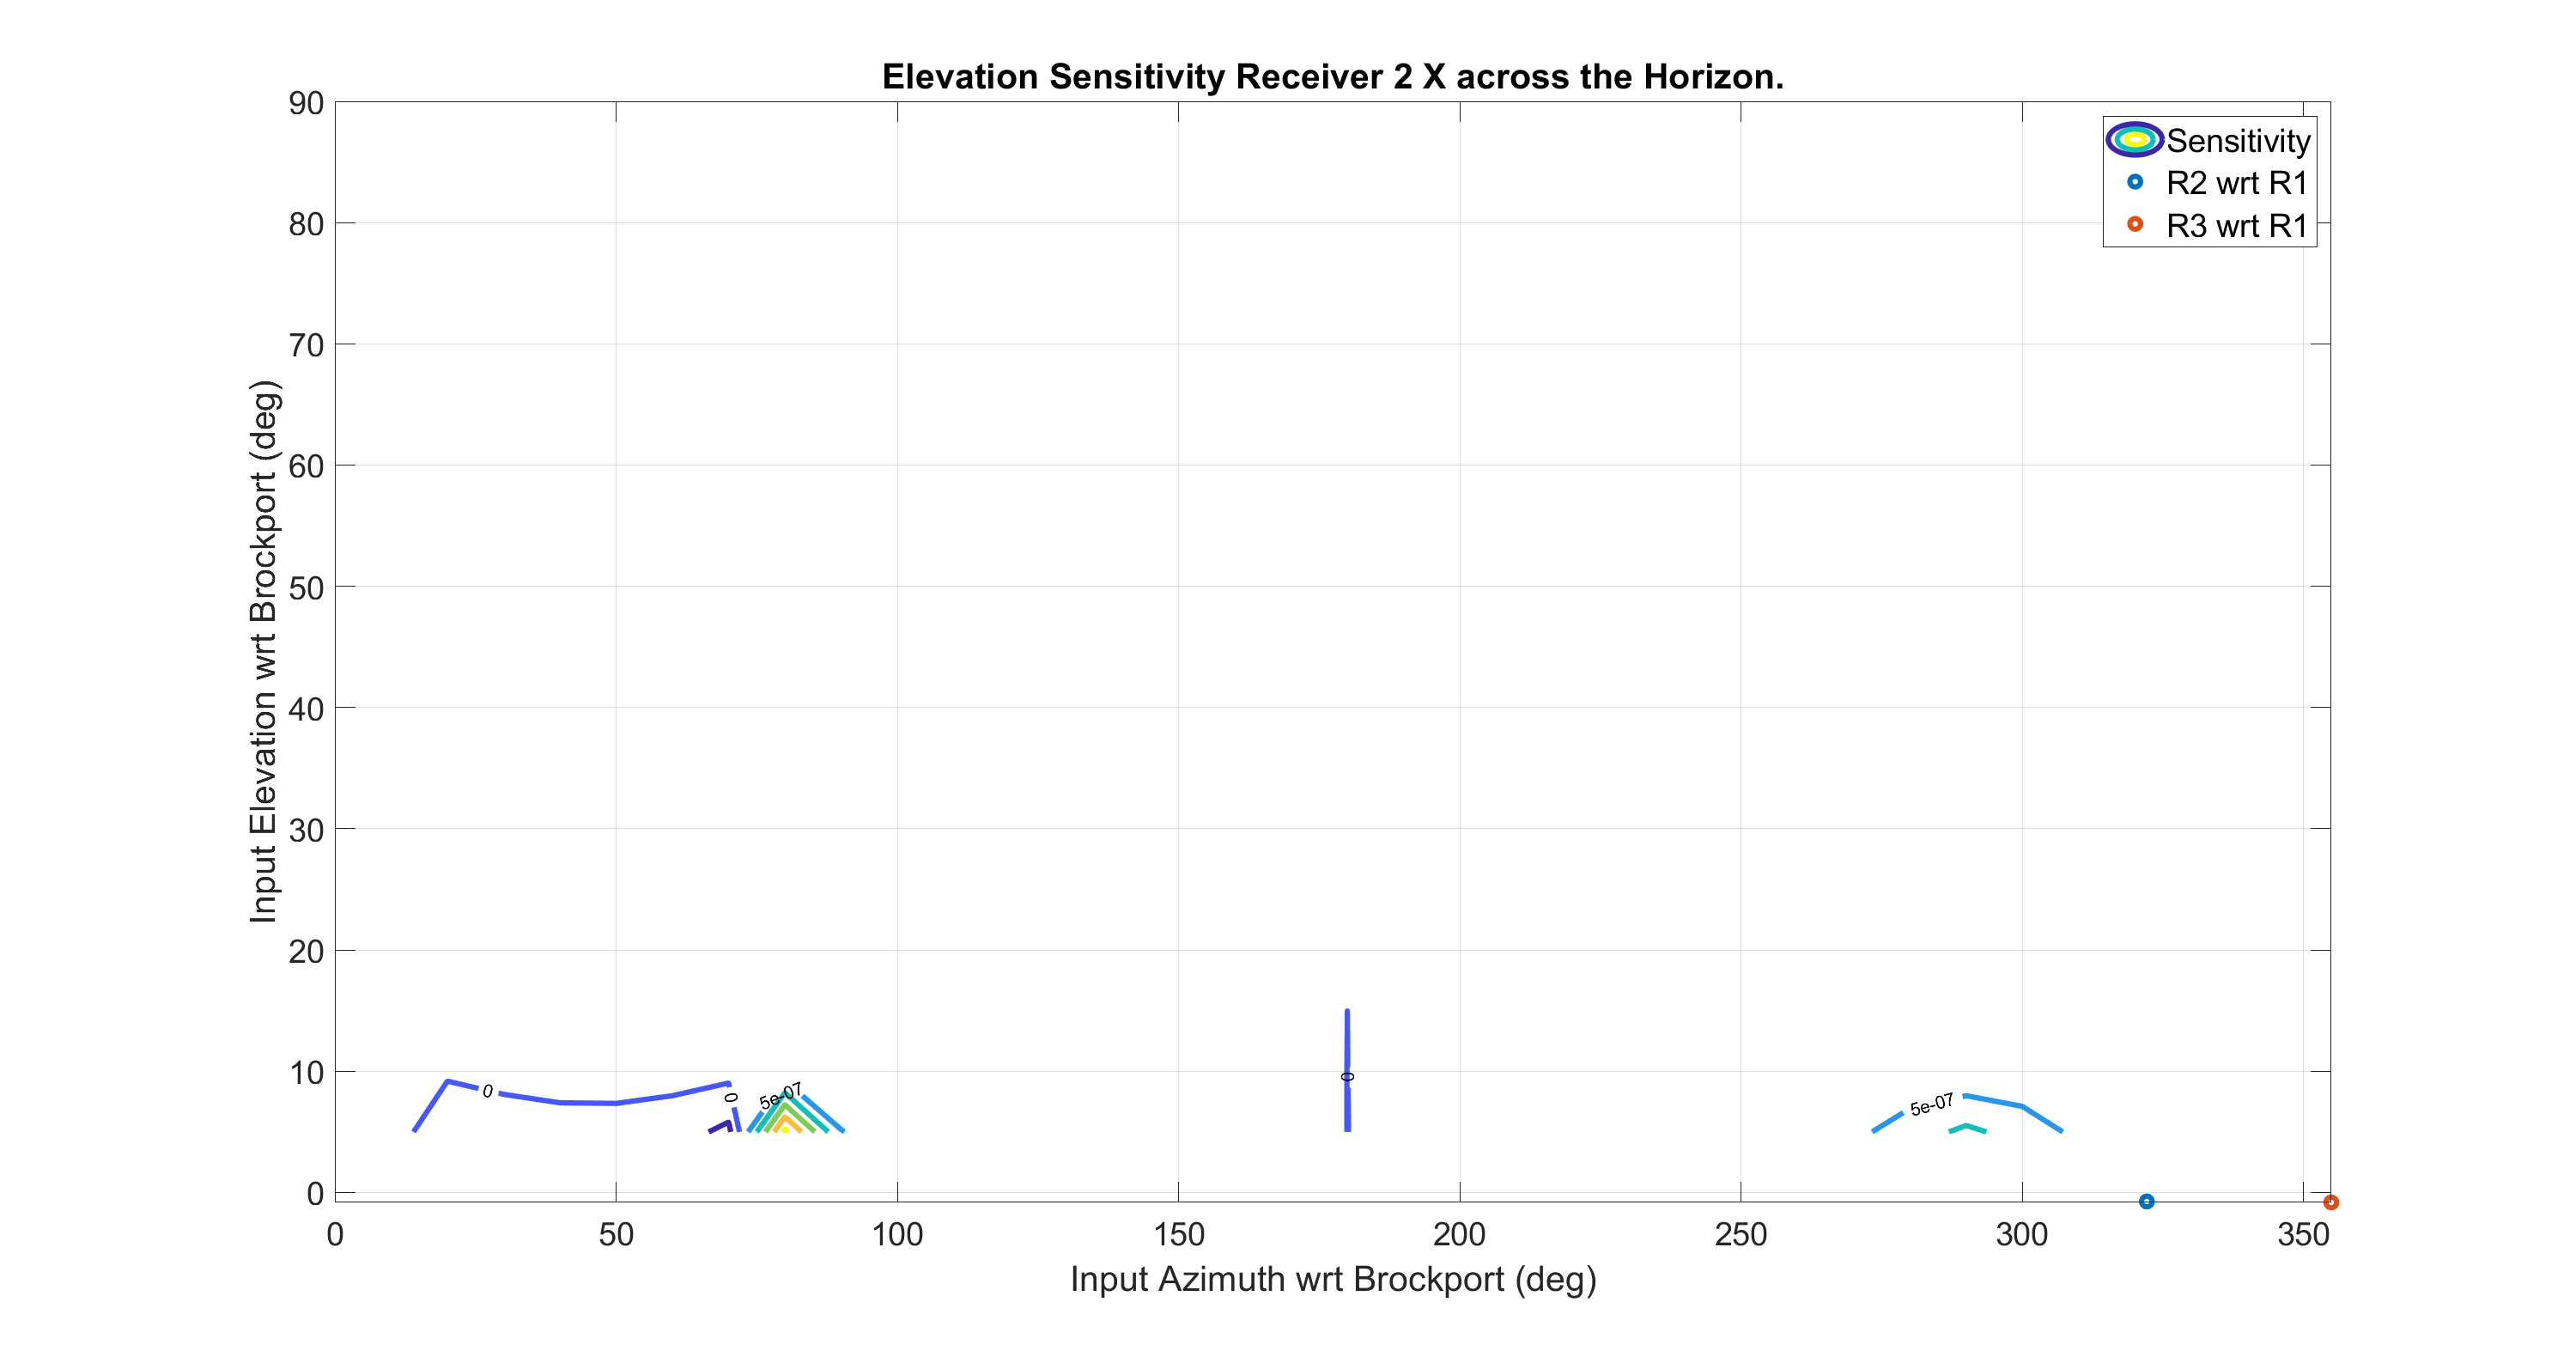 Elevation Sensitivity Receiver 2 X across the Horizon.
Sensitivity
R2 wrt R1
R3 wrt R1
Input Elevation wrt Brockport (deg)
90
80
70
60
50
40
30
20
10
0
0
0
5e-07
0
5e-07
0 50 100 150 200 250 300 350
Input Azimuth wrt Brockport (deg)